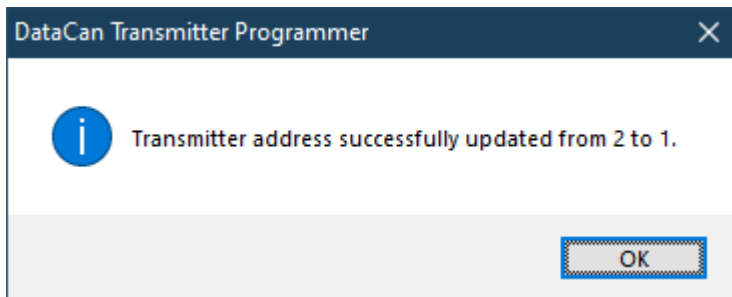 DataCan Transmitter Programmer
Transmitter address successfully updated from 2 to 1.
OK